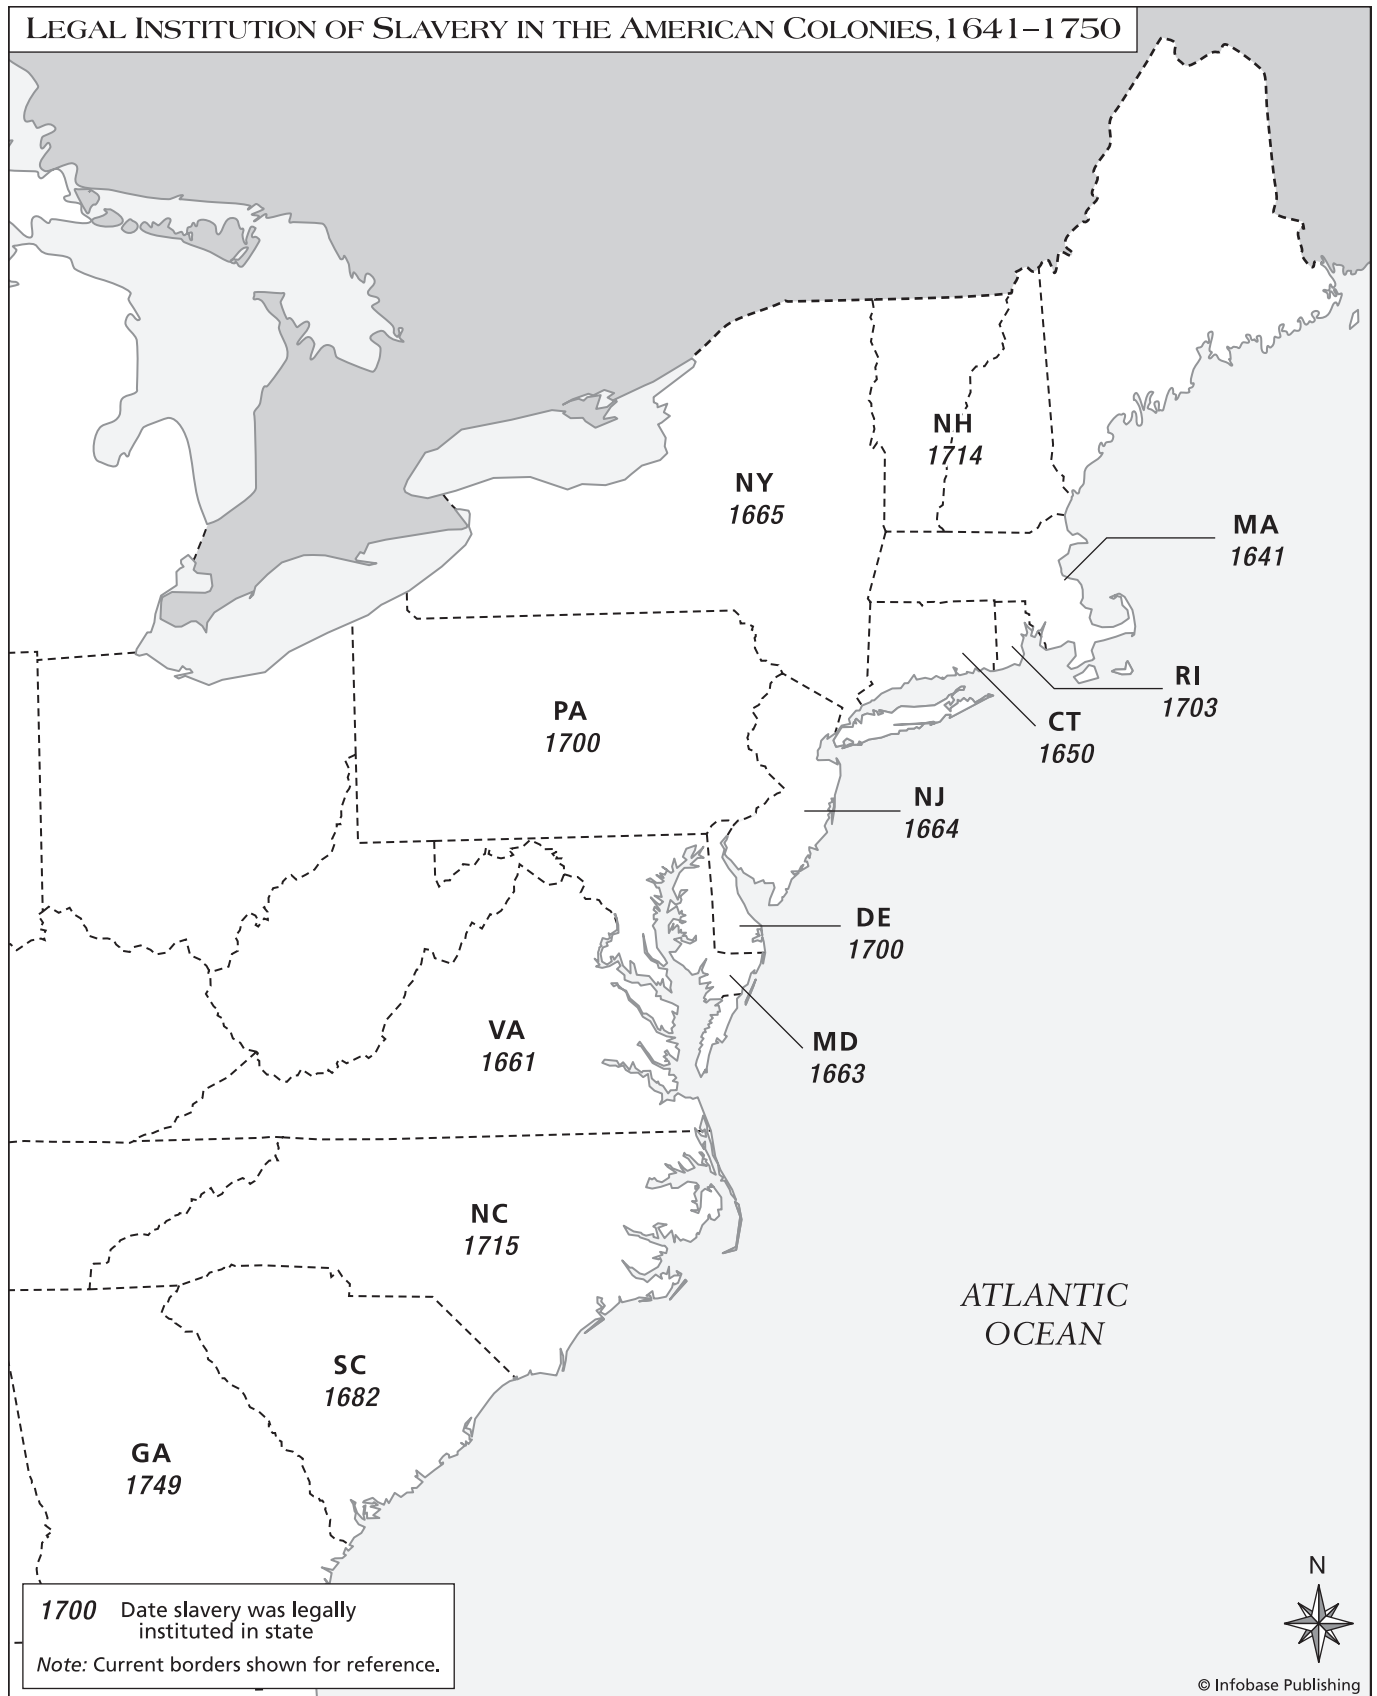 LEGAL INSTITUTION OF SLAVERY IN THE AMERICAN COLONIES, 1641–1750
NH
1714
NY
1665
MA
1641
RI
1703
CT
1650
PA
1700
NJ
1664
DE
1700
MD
1663
VA
1661
NC
1715
SC
1682
GA
1749
ATLANTIC
OCEAN
N
1700 Date slavery was legally
instituted in state
Note: Current borders shown for reference.
© Infobase Publishing